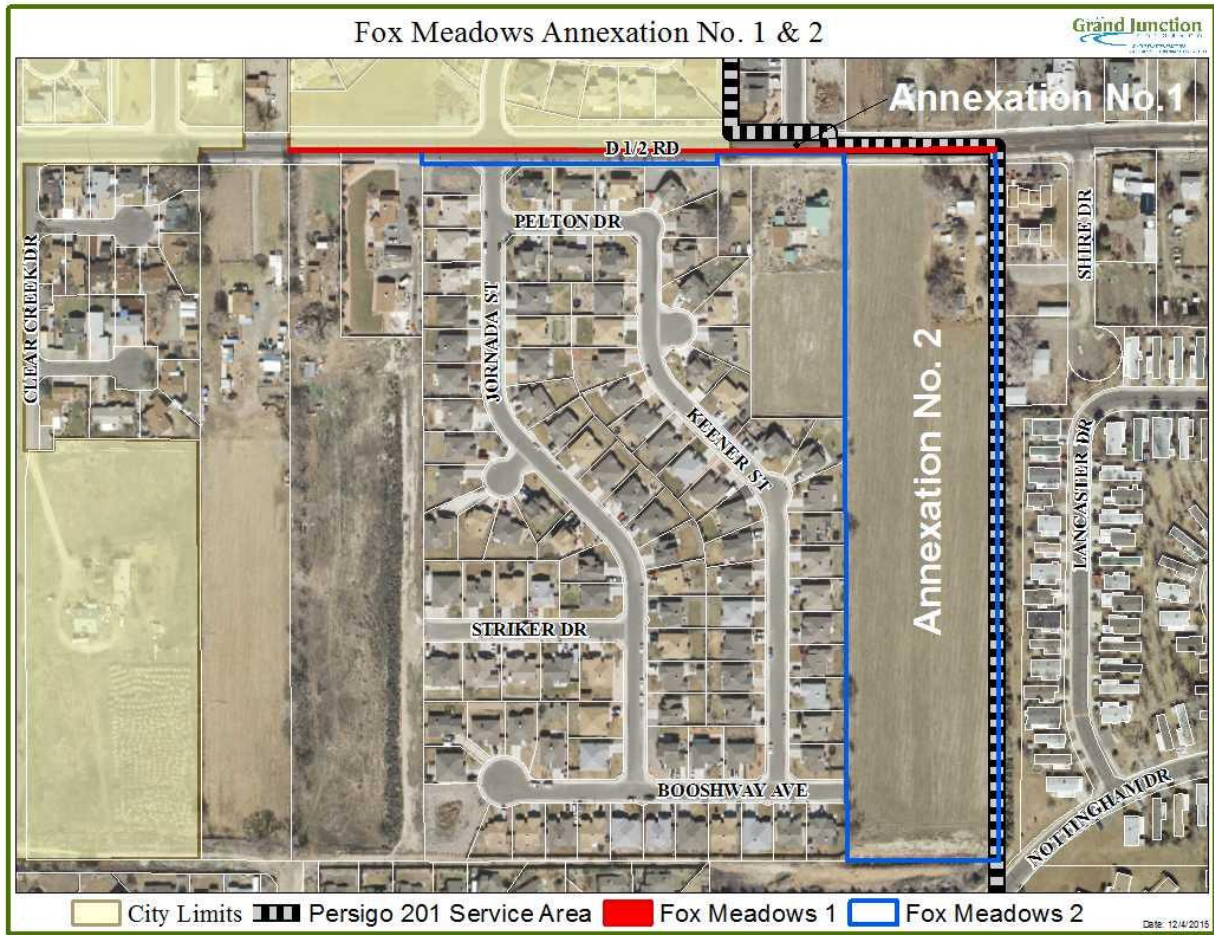 Fox Meadows Annexation No. 1 & 2
Grand Junction
COLORADO
Annexation No.1
D 1/2 RD
PELTON DR
SHIRE DR
CLEAR CREEK DR
JORNADA ST
KEENER ST
Annexation No. 2
LANCASTER DR
STRIKER DR
BOOSHWAY AVE
NOTTINGHAM DR
City Limits
Persigo 201 Service Area
Fox Meadows 1
Fox Meadows 2
Date: 12/4/2015